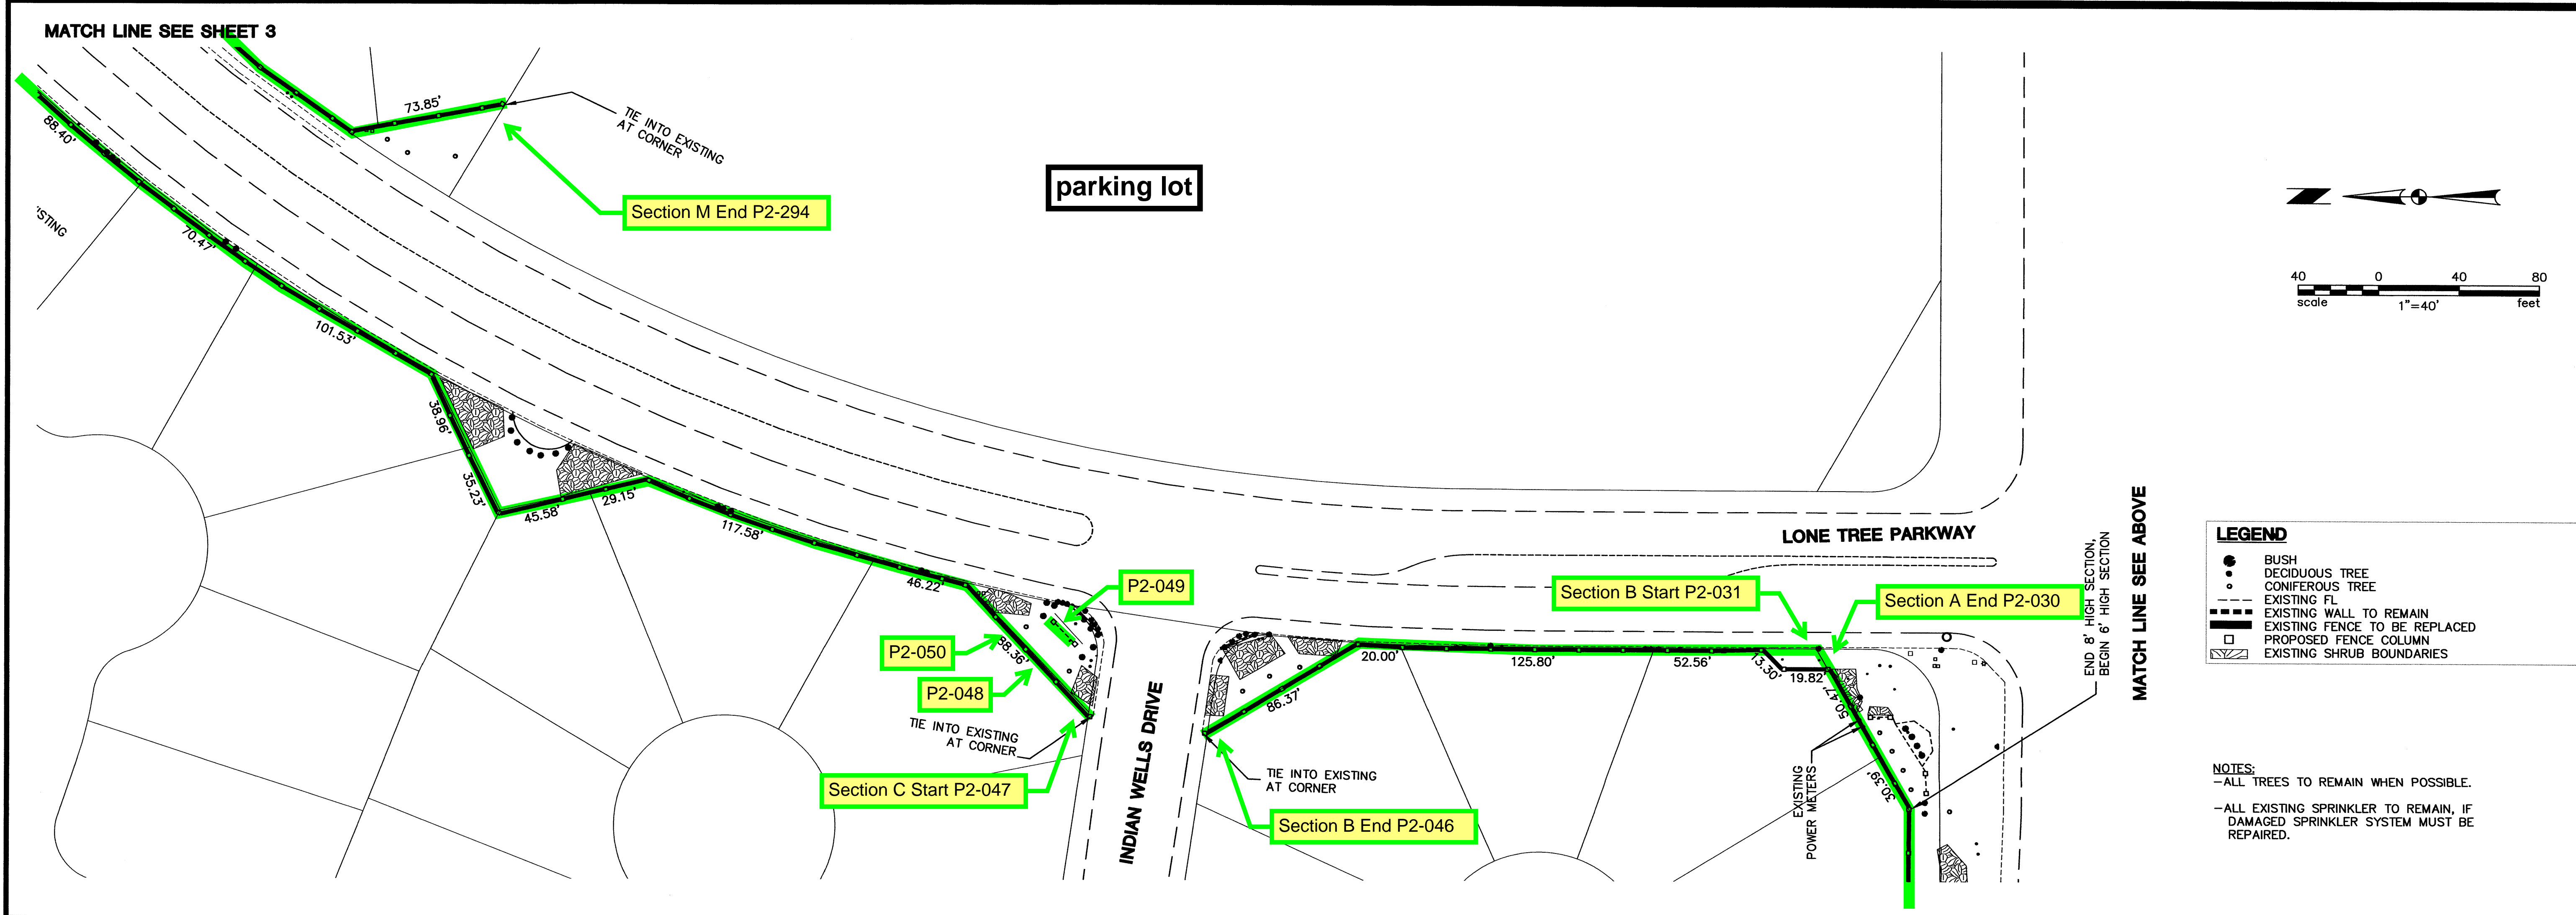 MATCH LINE SEE SHEET 3
73.85'
TIE INTO EXISTING
AT CORNER
Section M End P2-294
parking lot
88.40'
70.47'
101.53'
38.96'
35.23'
45.58'
29.15'
117.58'
46.22'
P2-049
P2-050
88.36'
P2-048
TIE INTO EXISTING
AT CORNER
Section C Start P2-047
INDIAN WELLS DRIVE
86.37'
TIE INTO EXISTING
AT CORNER
Section B End P2-046
20.00'
125.80'
52.56'
13.30'
19.82'
50.47'
30.39'
LONE TREE PARKWAY
Section B Start P2-031
Section A End P2-030
EXISTING
POWER METERS
END 8' HIGH SECTION,
BEGIN 6' HIGH SECTION
MATCH LINE SEE ABOVE
Z
40 0 40 80
scale 1"=40' feet
LEGEND
BUSH
DECIDUOUS TREE
CONIFEROUS TREE
EXISTING FL
EXISTING WALL TO REMAIN
EXISTING FENCE TO BE REPLACED
PROPOSED FENCE COLUMN
EXISTING SHRUB BOUNDARIES
NOTES:
-ALL TREES TO REMAIN WHEN POSSIBLE.
-ALL EXISTING SPRINKLER TO REMAIN, IF
DAMAGED SPRINKLER SYSTEM MUST BE
REPAIRED.